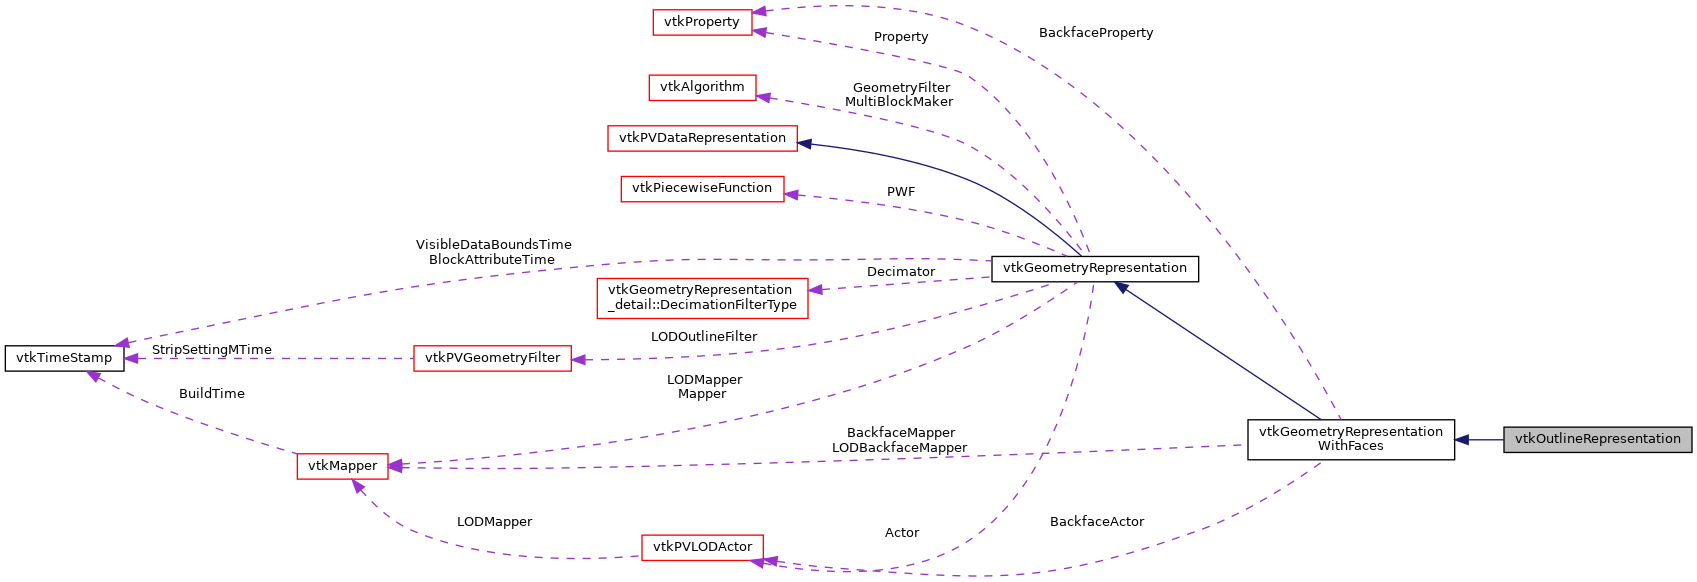 vtkProperty
BackfaceProperty
Property
vtkAlgorithm
GeometryFilter
MultiBlockMaker
vtkPVDataRepresentation
vtkPiecewiseFunction
PWF
VisibleDataBoundsTime
BlockAttributeTime
vtkGeometryRepresentation
Decimator
vtkGeometryRepresentation
_detail::DecimationFilterType
LODOutlineFilter
vtkTimeStamp
StripSettingMTime
vtkPVGeometryFilter
BuildTime
LODMapper
Mapper
BackfaceMapper
LODBackfaceMapper
vtkGeometryRepresentation
WithFaces
vtkOutlineRepresentation
vtkMapper
LODMapper
vtkPVLODActor
Actor
BackfaceActor